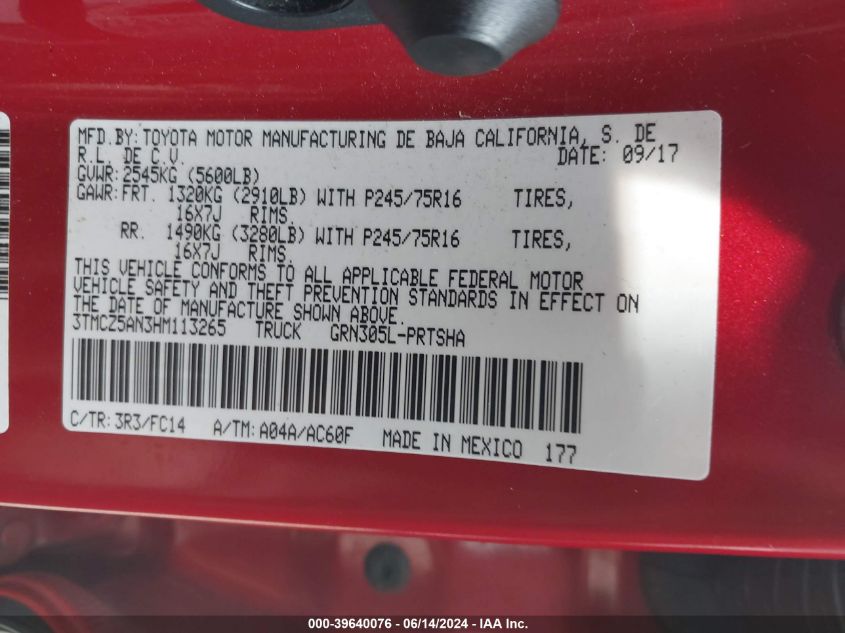 MFD.BY: TOYOTA MOTOR MANUFACTURING DE BAJA CALIFORNIA, S. DE
R.L. DE C.V. DATE: 09/17
GVWR: 2545KG (5600LB)
GAWR: FRT. 1320KG (2910LB) WITH P245/75R16 TIRES,
16X7J RIMS.
RR. 1490KG (3280LB) WITH P245/75R16 TIRES,
16X7J RIMS.
THIS VEHICLE CONFORMS TO ALL APPLICABLE FEDERAL MOTOR
VEHICLE SAFETY AND THEFT PREVENTION STANDARDS IN EFFECT ON
THE DATE OF MANUFACTURE SHOWN ABOVE.
3TMCZ5AN3HM113265 TRUCK GRN305L-PRTSHA
C/TR: 3R3/FC14 A/TM: A04A/AC60F MADE IN MEXICO 177
000-39640076 - 06/14/2024 - IAAI, Inc.